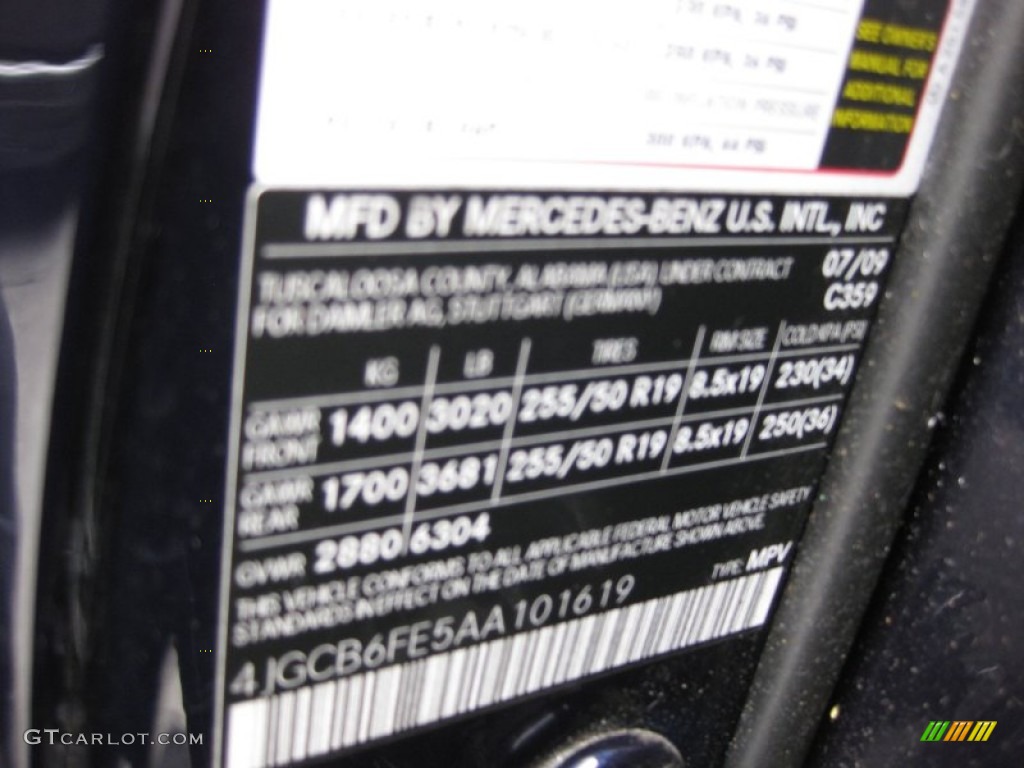 SEE OWNER'S
MANUAL FOR
ADDITIONAL
INFORMATION
MFD BY MERCEDES-BENZ U.S. INTL., INC
TUSCALOOSA COUNTY, ALABAMA (USA), UNDER CONTRACT 07/09
FOR DAIMLER AG, STUTTGART (GERMANY) C359
KG LB TIRES RIM SIZE COLD KPA (PSI)
GAWR FRONT 1400 3020 255/50 R19 8.5x19 230(34)
GAWR REAR 1700 3681 255/50 R19 8.5x19 250(36)
GVWR 2880 6304
THIS VEHICLE CONFORMS TO ALL APPLICABLE FEDERAL MOTOR VEHICLE SAFETY
STANDARDS IN EFFECT ON THE DATE OF MANUFACTURE SHOWN ABOVE.
TYPE: MPV
4JGCB6FE5AA101619
GTCARLOT.COM